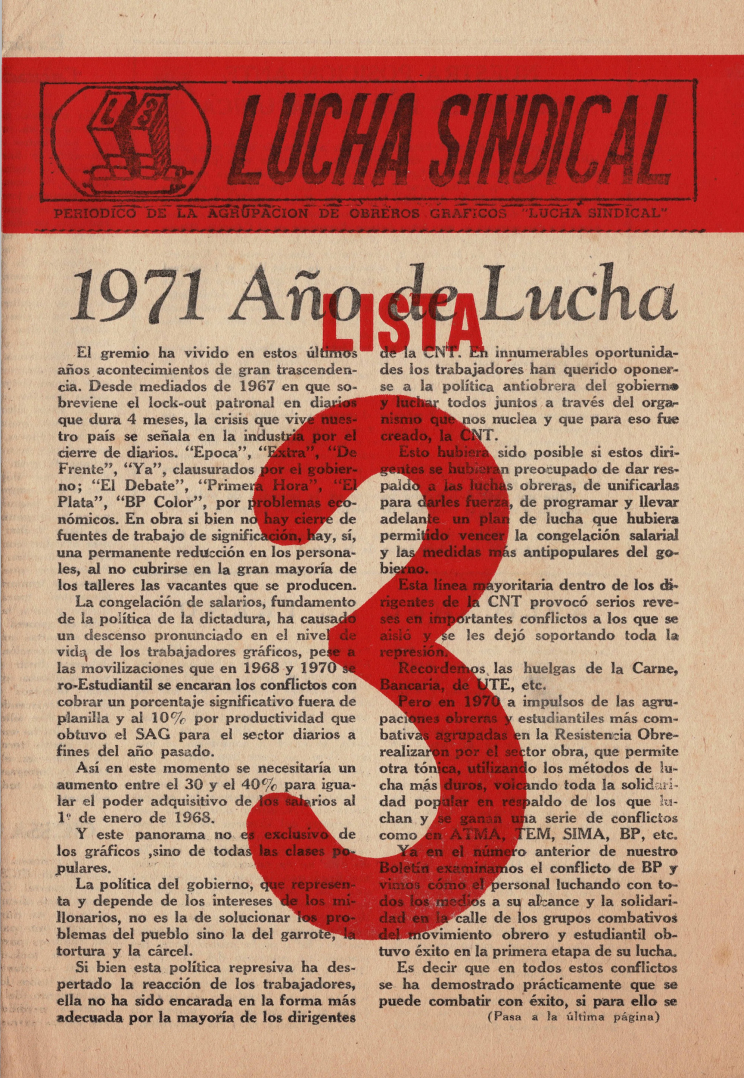 LS
LUCHA SINDICAL
PERIODICO DE LA AGRUPACION DE OBREROS GRAFICOS "LUCHA SINDICAL"
1971 Año de Lucha
LISTA
3
El gremio ha vivido en estos últimos
años acontecimientos de gran trascenden-
cia. Desde mediados de 1967 en que so-
breviene el lock-out patronal en diarios
que dura 4 meses, la crisis que vive nues-
tro país se señala en la industria por el
cierre de diarios. "Epoca", "Extra", "De
Frente", "Ya", clausurados por el gobier-
no; "El Debate", "Primera Hora", "El
Plata", "BP Color", por problemas eco-
nómicos. En obra si bien no hay cierre de
fuentes de trabajo de significación, hay, sí,
una permanente reducción en los persona-
les, al no cubrirse en la gran mayoría de
los talleres las vacantes que se producen.
La congelación de salarios, fundamento
de la política de la dictadura, ha causado
un descenso pronunciado en el nivel de
vida de los trabajadores gráficos, pese a
las movilizaciones que en 1968 y 1970 se
ro-Estudiantil se encaran los conflictos con
cobrar un porcentaje significativo fuera de
planilla y al 10% por productividad que
obtuvo el SAG para el sector diarios a
fines del año pasado.
Así en este momento se necesitaría un
aumento entre el 30 y el 40% para igua-
lar el poder adquisitivo de los salarios al
1º de enero de 1968.
Y este panorama no es exclusivo de
los gráficos ,sino de todas las clases po-
pulares.
La política del gobierno, que represen-
ta y depende de los intereses de los mi-
llonarios, no es la de solucionar los pro-
blemas del pueblo sino la del garrote, la
tortura y la cárcel.
Si bien esta política represiva ha des-
pertado la reacción de los trabajadores,
ella no ha sido encarada en la forma más
adecuada por la mayoría de los dirigentes
de la CNT. En innumerables oportunida-
des los trabajadores han querido oponer-
se a la política antiobrera del gobierno
y luchar todos juntos a través del orga-
nismo que nos nuclea y que para eso fue
creado, la CNT.
Esto hubiera sido posible si estos diri-
gentes se hubieran preocupado de dar res-
paldo a las luchas obreras, de unificarlas
para darles fuerza, de programar y llevar
adelante un plan de lucha que hubiera
permitido vencer la congelación salarial
y las medidas más antipopulares del go-
bierno.
Esta línea mayoritaria dentro de los di-
rigentes de la CNT provocó serios reve-
ses en importantes conflictos a los que se
aisló y se les dejó soportando toda la
represión.
Recordemos las huelgas de la Carne,
Bancaria, de UTE, etc.
Pero en 1970 a impulsos de las agru-
paciones obreras y estudiantiles más com-
bativas agrupadas en la Resistencia Obre-
realizaron por el sector obra, que permite
otra tónica, utilizando los métodos de lu-
cha más duros, volcando toda la solidari-
dad popular en respaldo de los que lu-
chan y se ganan una serie de conflictos
como en ATMA, TEM, SIMA, BP, etc.
Ya en el número anterior de nuestro
Boletín examinamos el conflicto de BP y
vimos cómo el personal luchando con to-
dos los medios a su alcance y la solidari-
dad en la calle de los grupos combativos
del movimiento obrero y estudiantil ob-
tuvo éxito en la primera etapa de su lucha.
Es decir que en todos estos conflictos
se ha demostrado prácticamente que se
puede combatir con éxito, si para ello se
(Pasa a la última página)